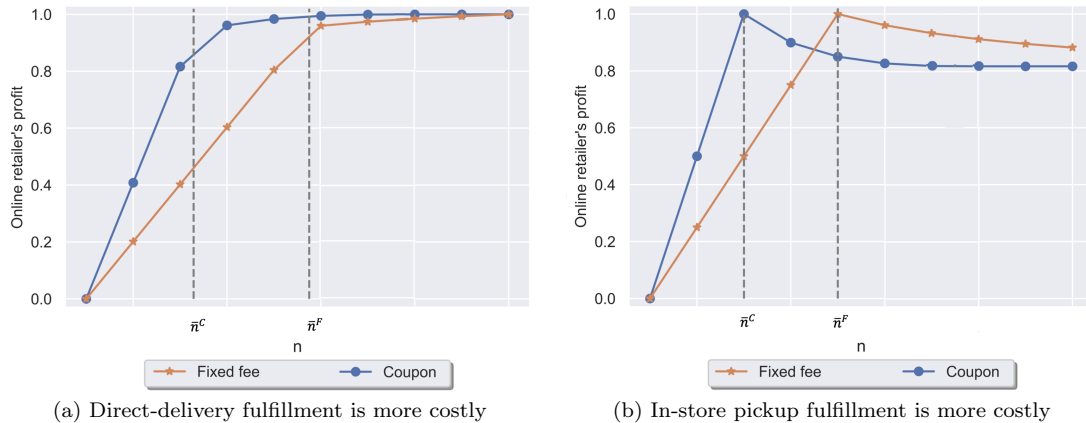 1.0
0.8
0.6
0.4
0.2
0.0
Online retailer's profit
n̄ᶜ
n̄ᶠ
n
Fixed fee
Coupon
(a) Direct-delivery fulfillment is more costly
1.0
0.8
0.6
0.4
0.2
0.0
Online retailer's profit
n̄ᶜ
n̄ᶠ
n
Fixed fee
Coupon
(b) In-store pickup fulfillment is more costly